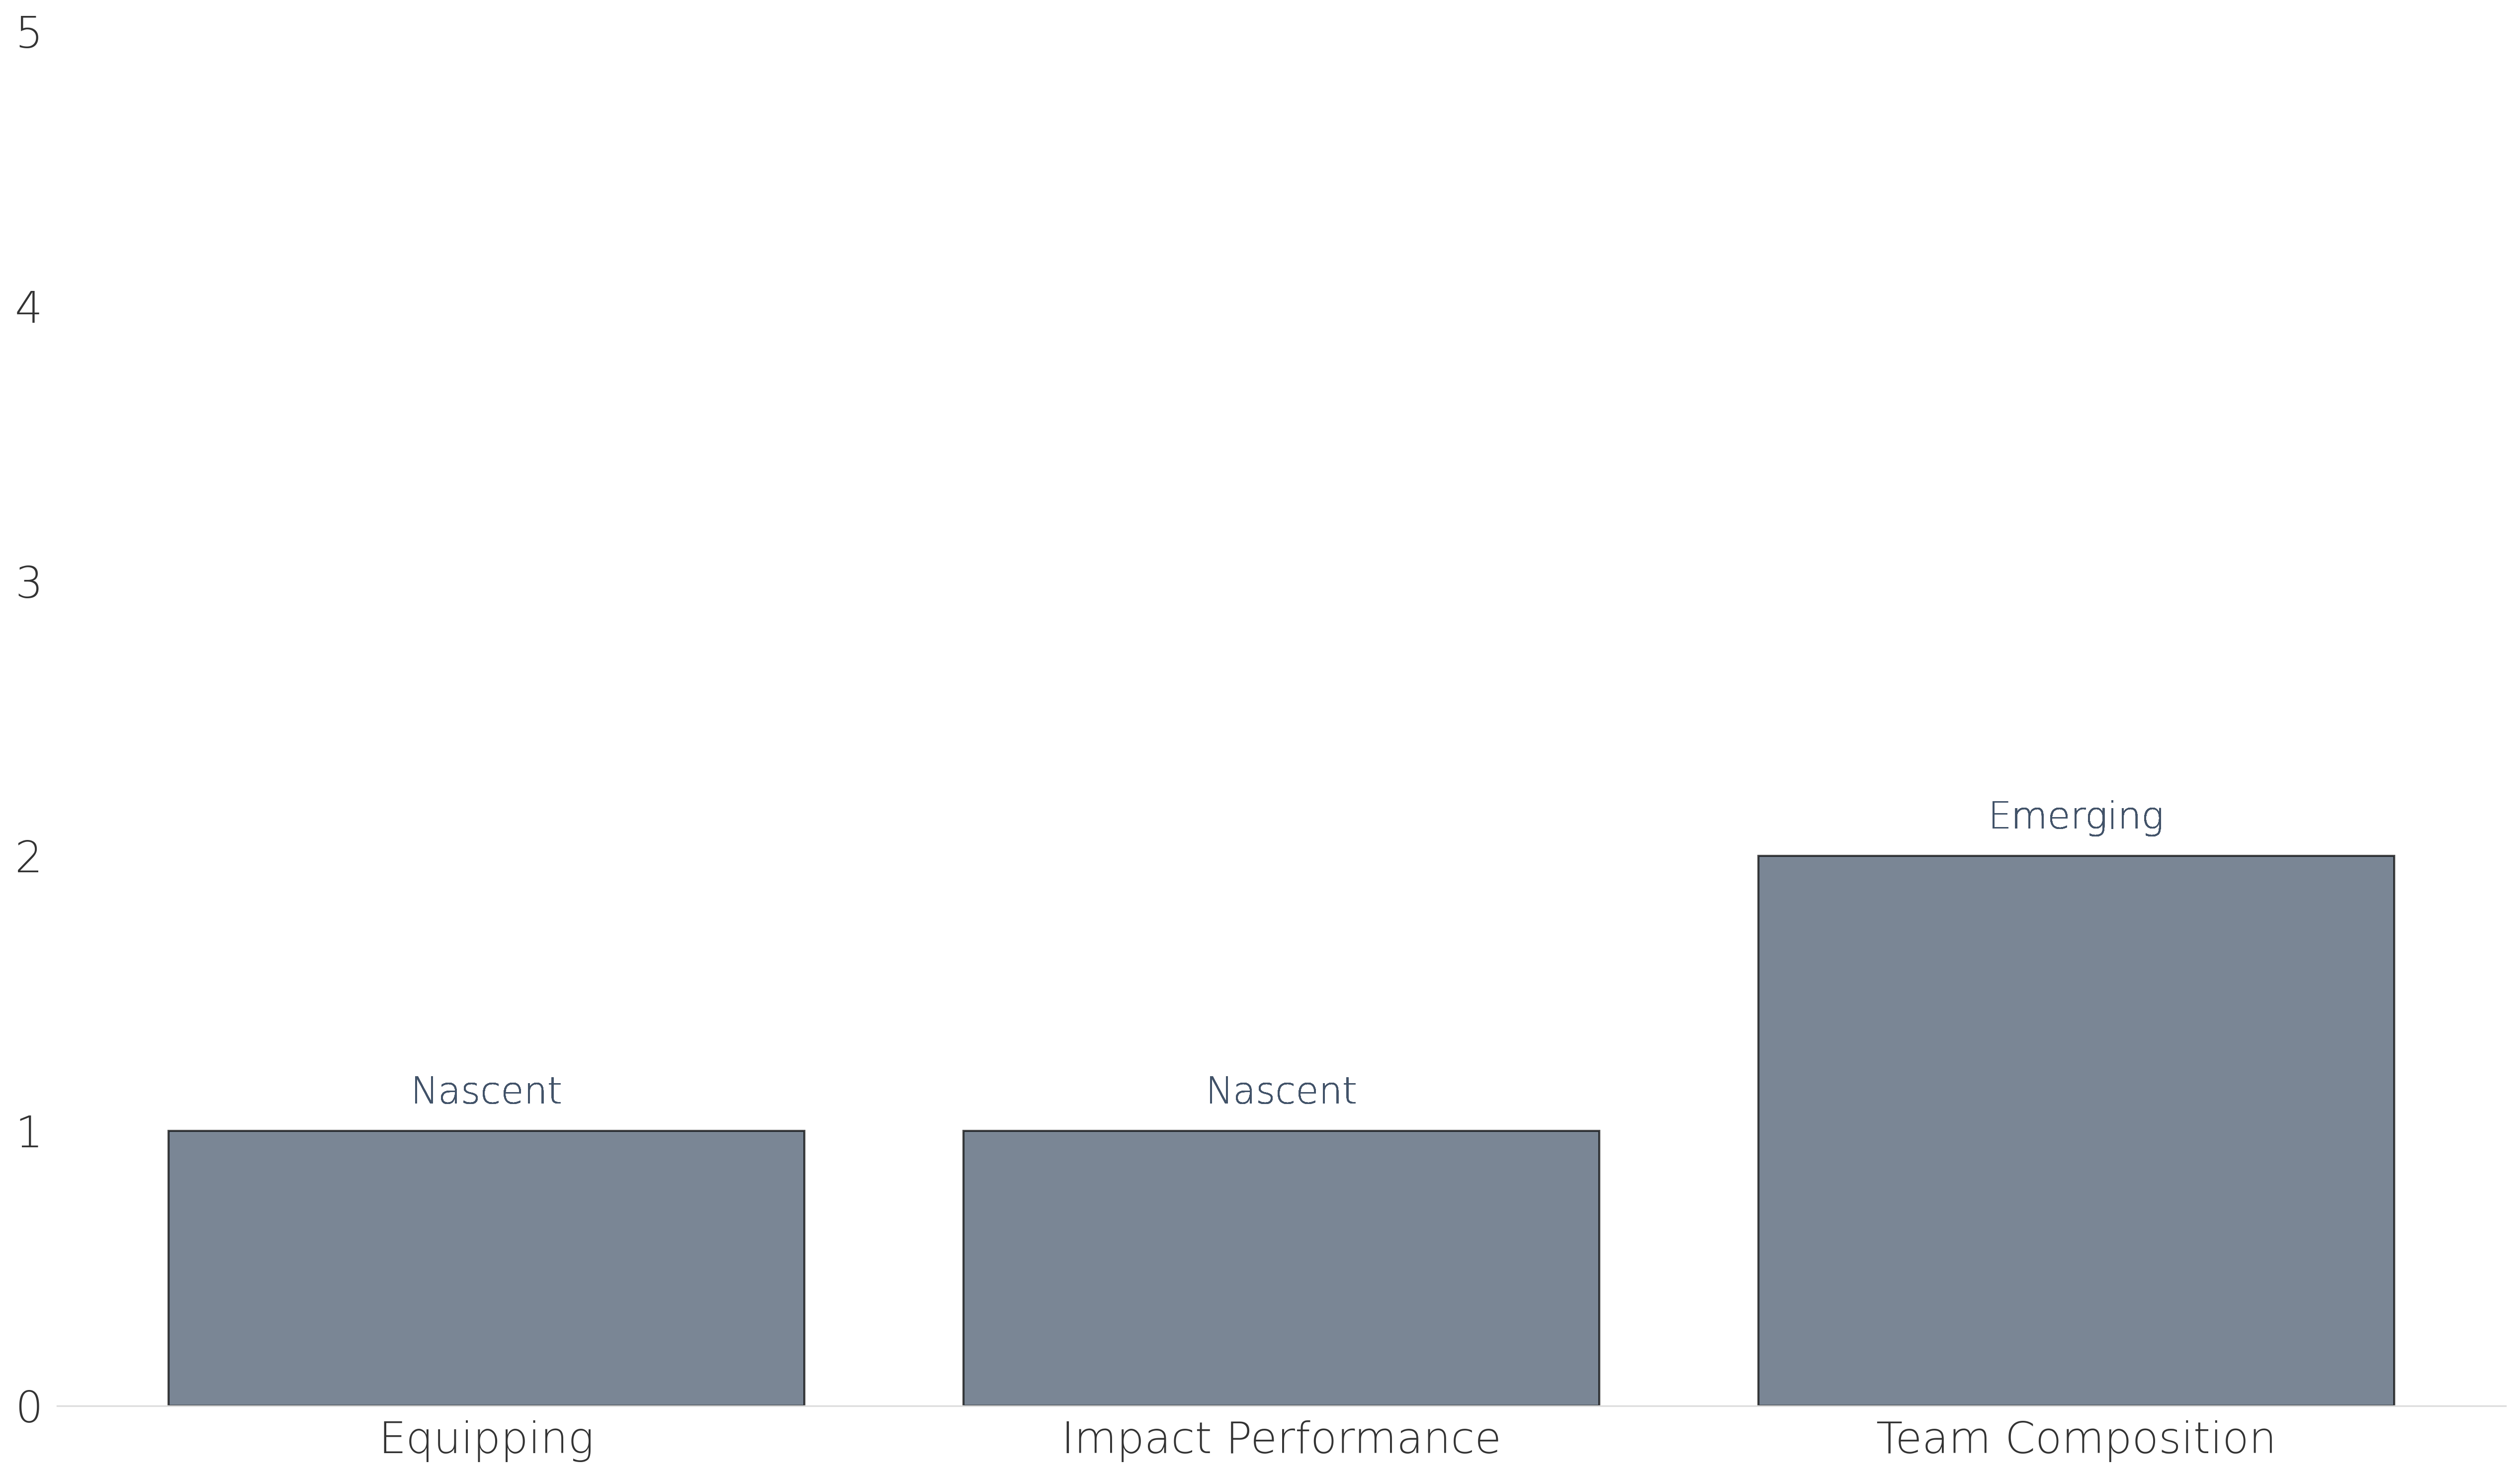 5
4
3
2
1
0
Emerging
Nascent
Nascent
Equipping
Impact Performance
Team Composition